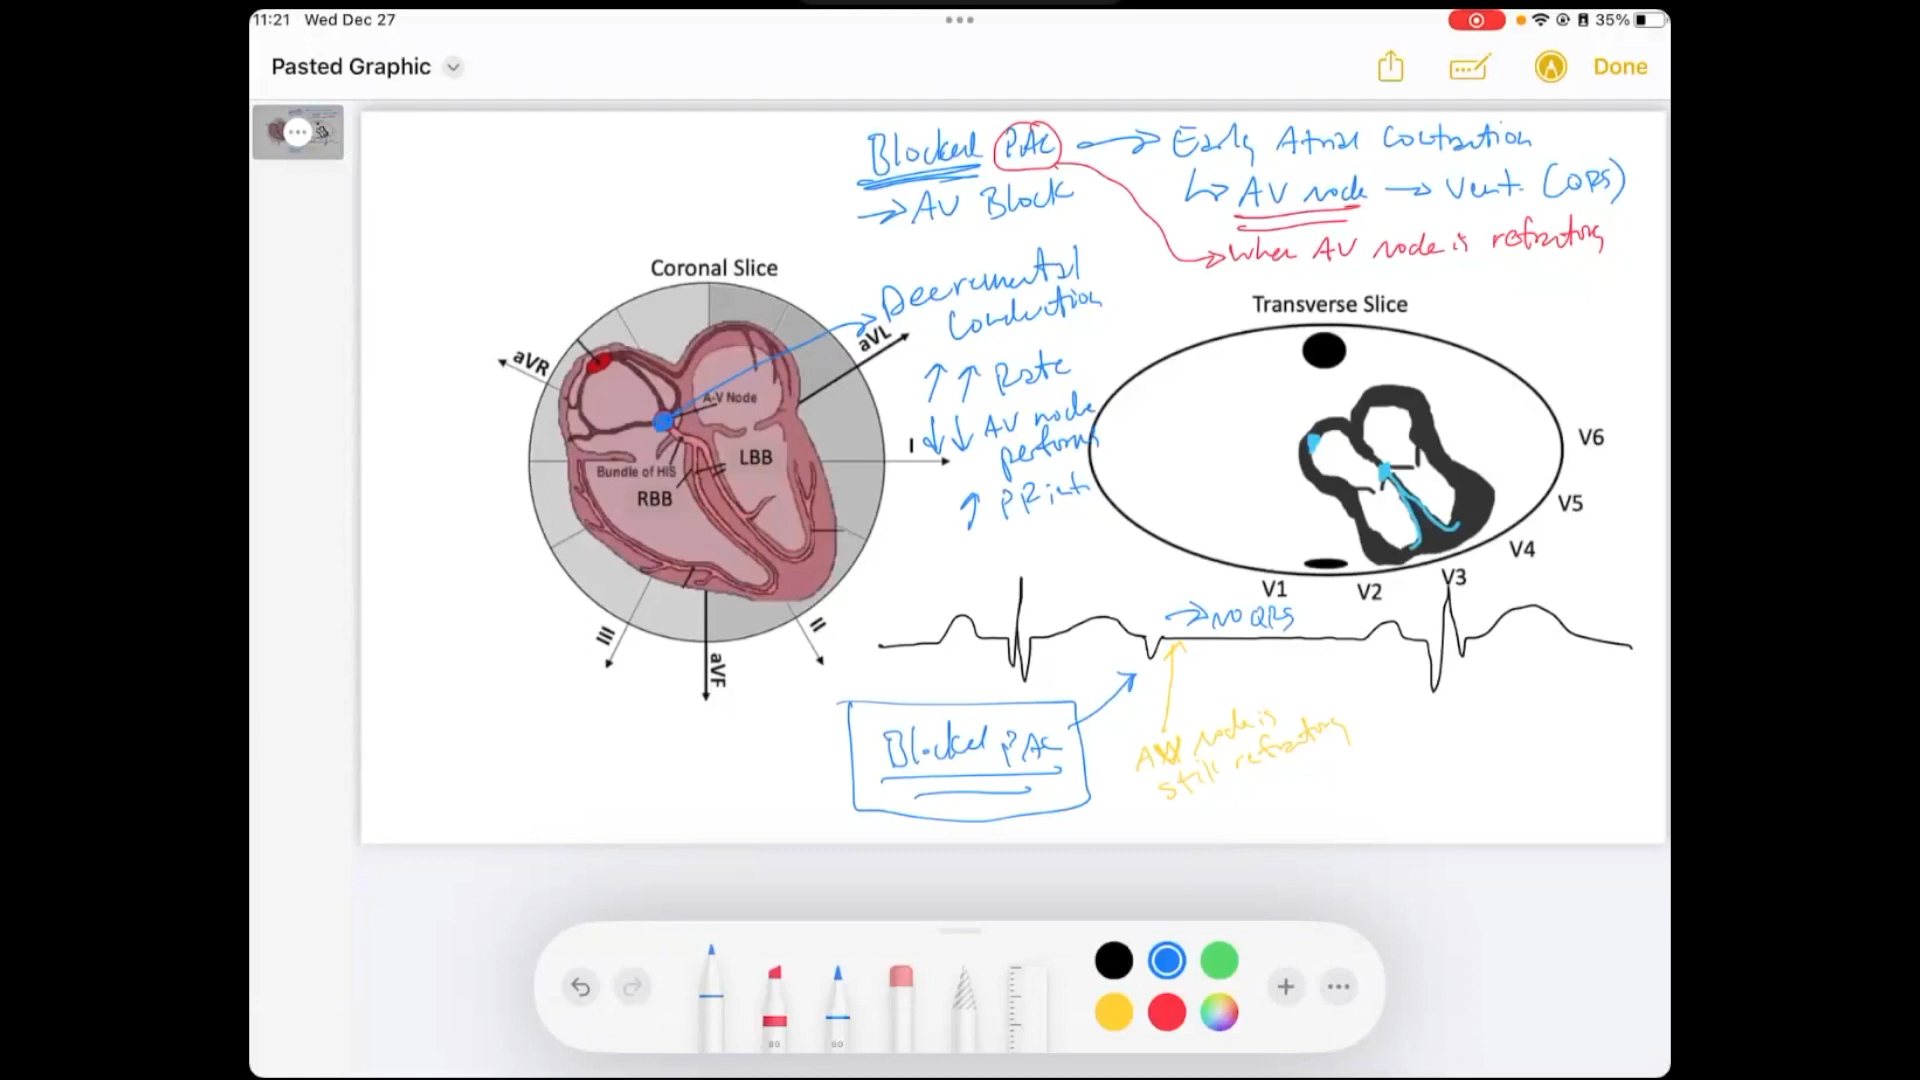 11:21 Wed Dec 27
35%
Pasted Graphic
Done
Blocked PAC → Early Atrial Contraction
→ AV Block
↳ AV node → Vent. (QRS)
→ When AV node is refractory
Coronal Slice
Decremental
Conduction
↑↑ Rate
↓↓ AV node
perform
↑ PR int.
aVR
aVL
I
II
III
aVF
A-V Node
LBB
Bundle of HIS
RBB
Transverse Slice
V6
V5
V4
V3
V2
V1
→ NO QRS
Blocked PAC
AV node is
still refractory
80
60